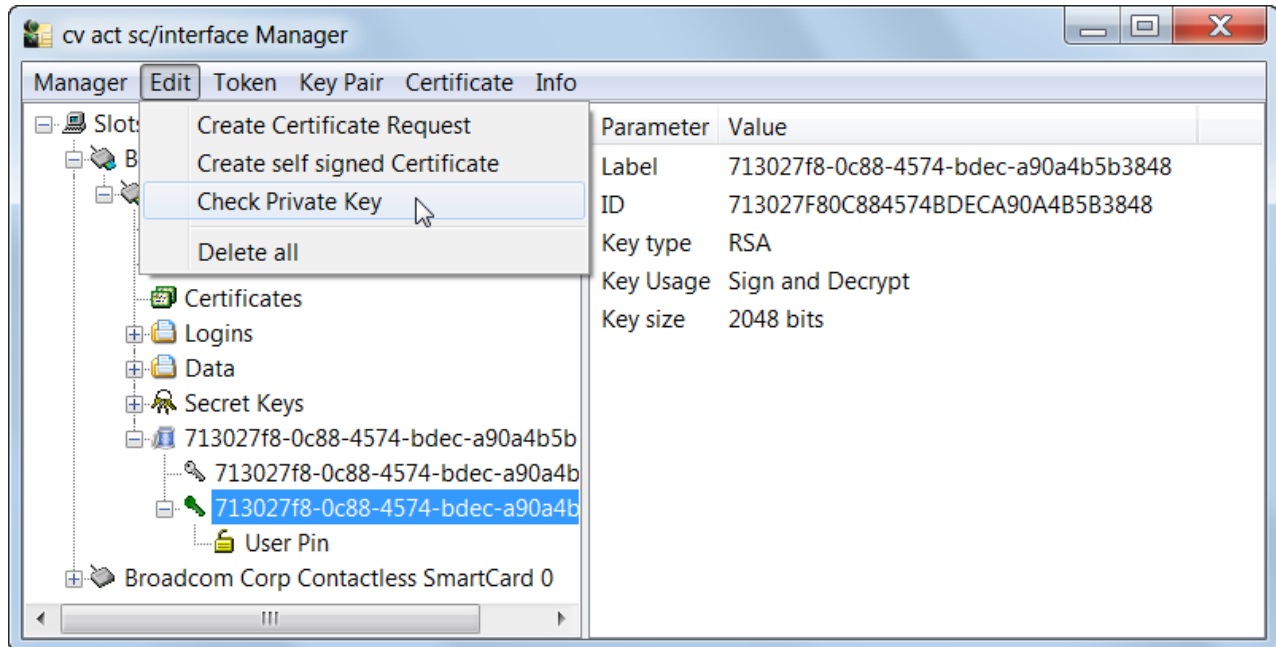 cv act sc/interface Manager
Manager Edit Token Key Pair Certificate Info
Slots
B
Create Certificate Request
Create self signed Certificate
Check Private Key
Delete all
Certificates
Logins
Data
Secret Keys
713027f8-0c88-4574-bdec-a90a4b5b
713027f8-0c88-4574-bdec-a90a4b
713027f8-0c88-4574-bdec-a90a4b
User Pin
Broadcom Corp Contactless SmartCard 0
Parameter Value
Label 713027f8-0c88-4574-bdec-a90a4b5b3848
ID 713027F80C884574BDECA90A4B5B3848
Key type RSA
Key Usage Sign and Decrypt
Key size 2048 bits